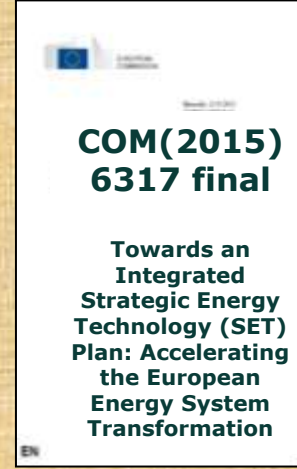 COM(2015)
6317 final
Towards an
Integrated
Strategic Energy
Technology (SET)
Plan: Accelerating
the European
Energy System
Transformation
EN